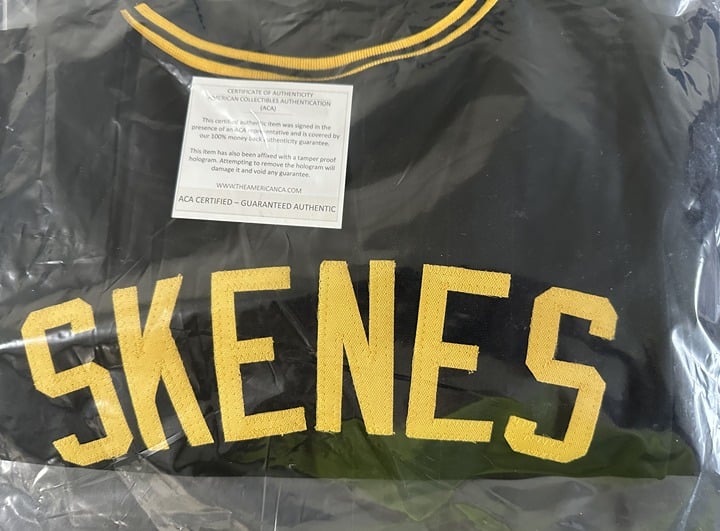 CERTIFICATE OF AUTHENTICITY
AMERICAN COLLECTIBLES AUTHENTICATION
(ACA)
This certified authentic item was signed in the
presence of an ACA representative and is covered by
our 100% money back authenticity guarantee.
This item has also been affixed with a tamper proof
hologram. Attempting to remove the hologram will
damage it and void any guarantee.
WWW.THEAMERICANCA.COM
ACA CERTIFIED – GUARANTEED AUTHENTIC
SKENES